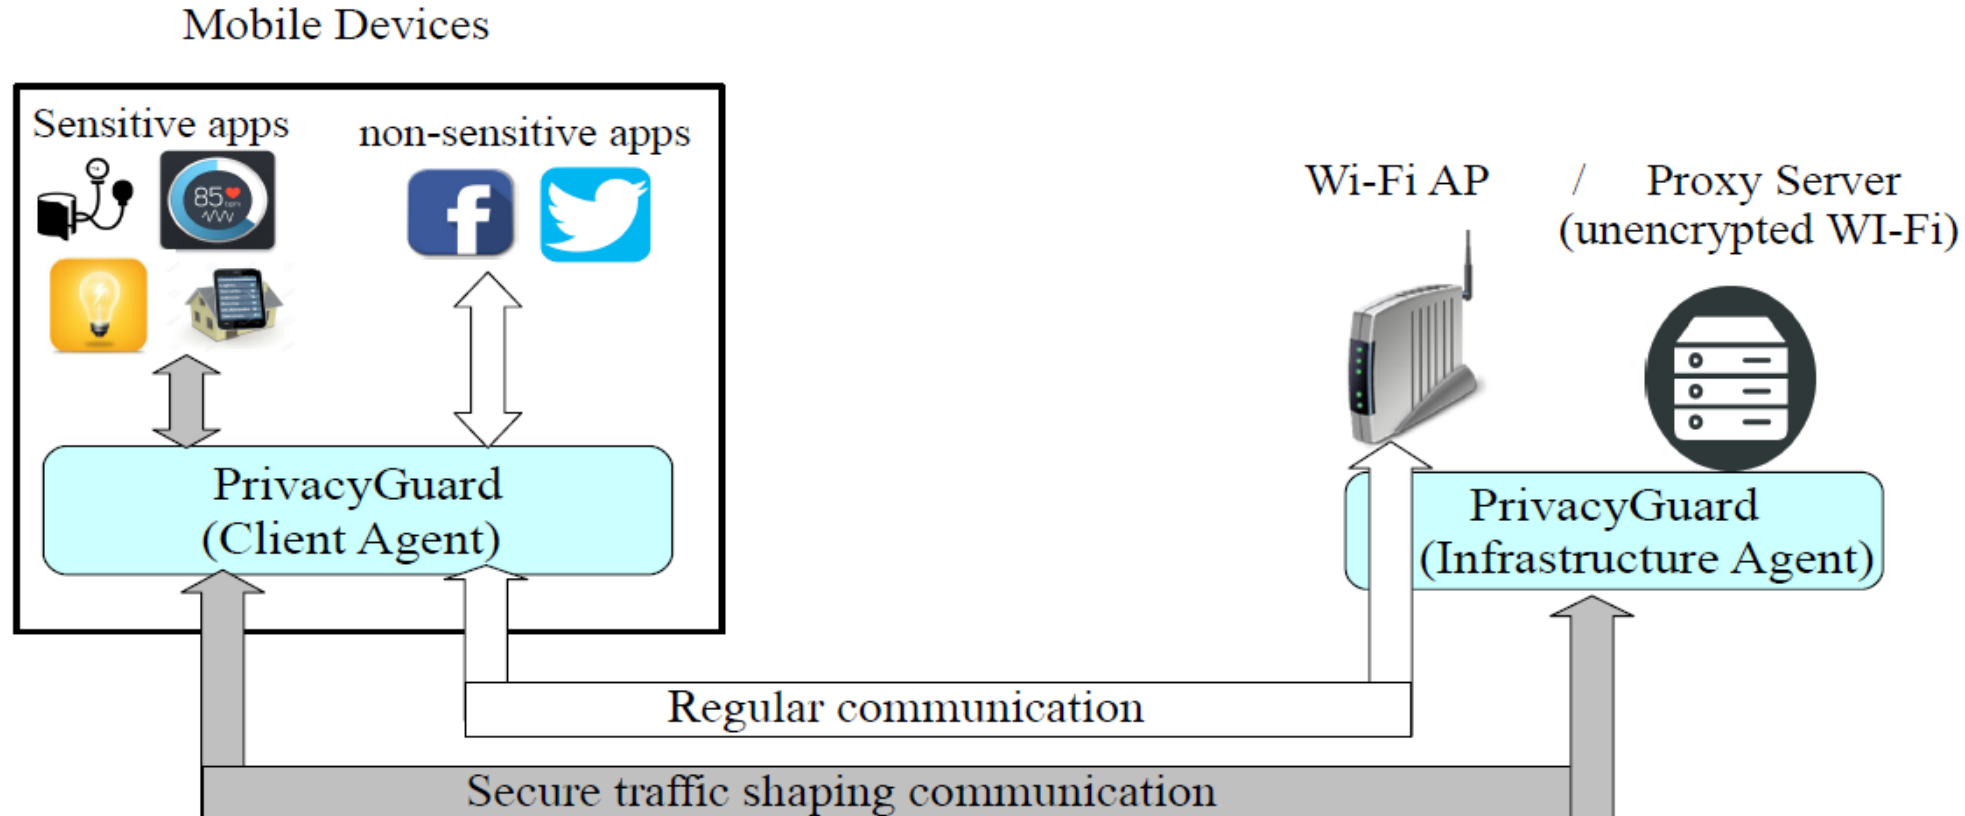 Mobile Devices
Sensitive apps
non-sensitive apps
85
bpm
f
Wi-Fi AP / Proxy Server
(unencrypted WI-Fi)
PrivacyGuard
(Client Agent)
PrivacyGuard
(Infrastructure Agent)
Regular communication
Secure traffic shaping communication